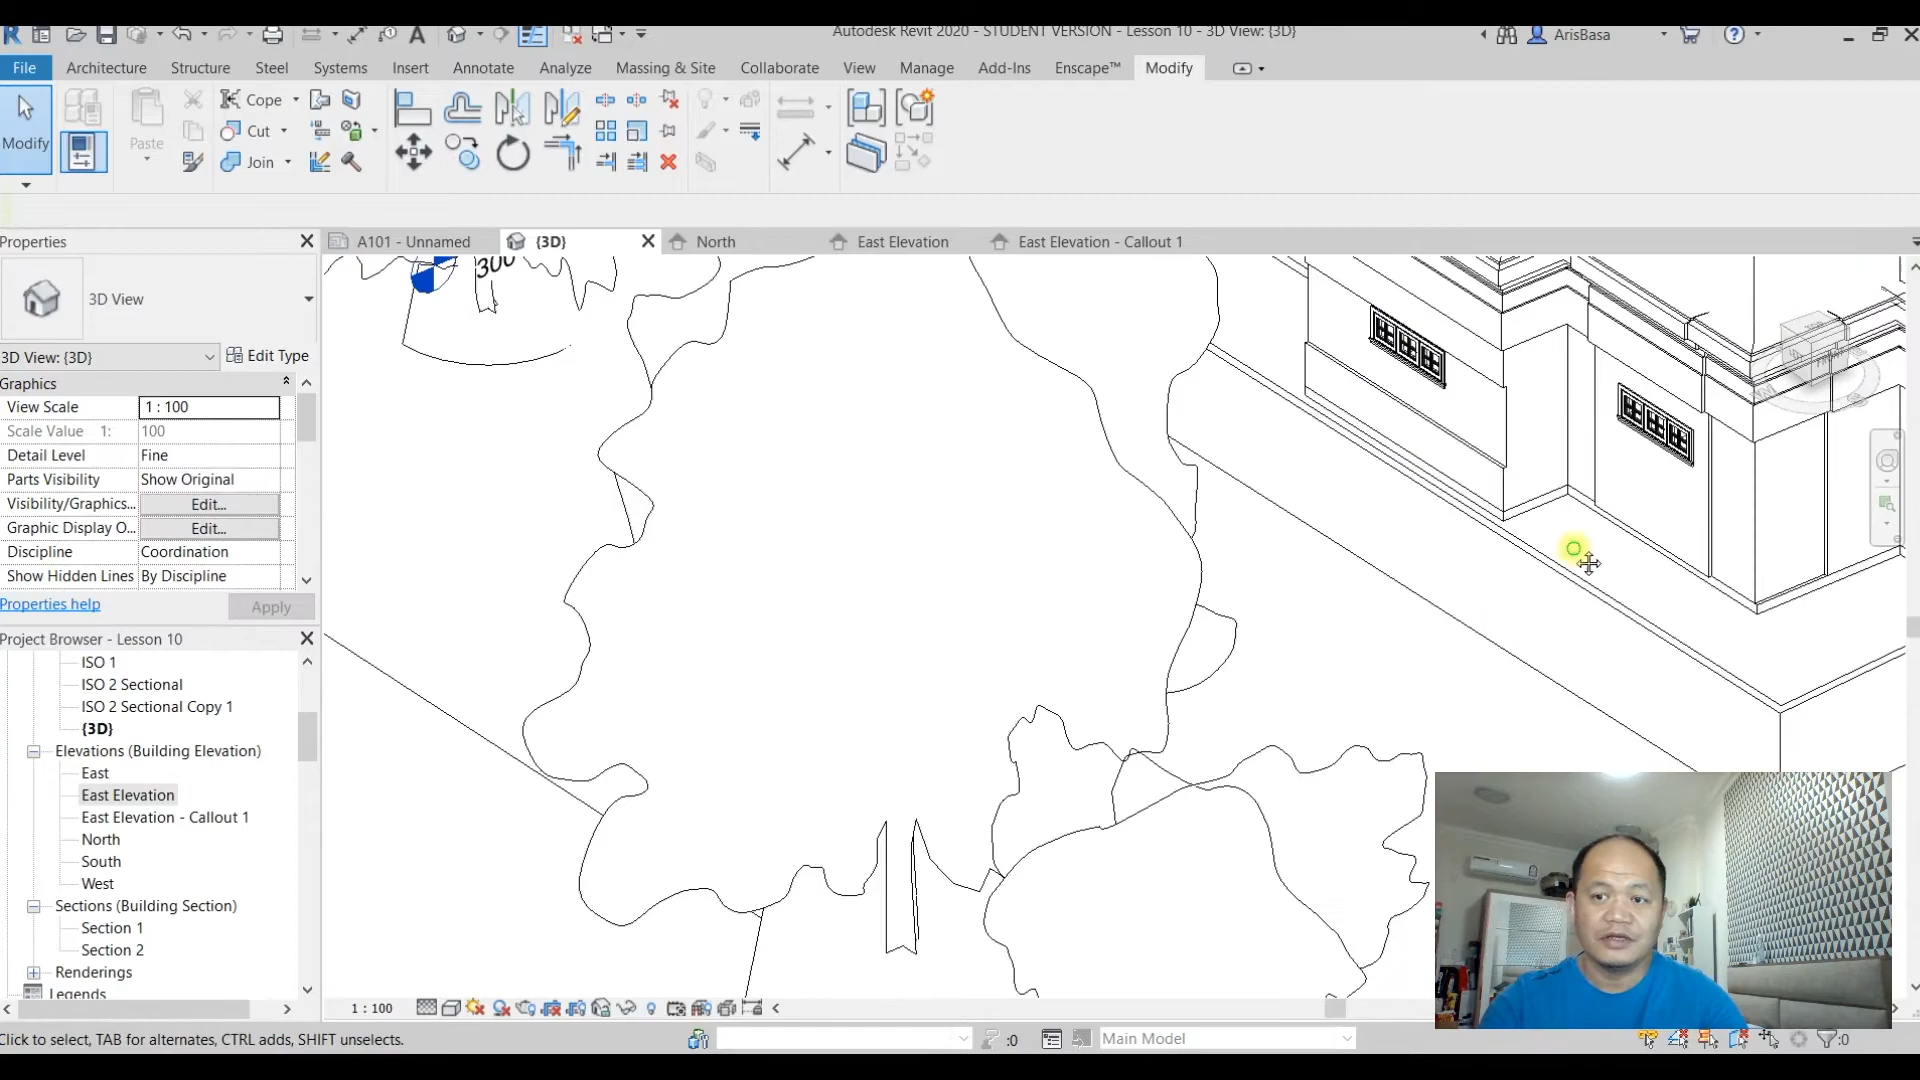 Autodesk Revit 2020 - STUDENT VERSION - Lesson 10 - 3D View: {3D}
ArisBasa
File
Architecture
Structure
Steel
Systems
Insert
Annotate
Analyze
Massing & Site
Collaborate
View
Manage
Add-Ins
Enscape™
Modify
Modify
Paste
Cope
Cut
Join
Properties
A101 - Unnamed
{3D}
North
East Elevation
East Elevation - Callout 1
3D View
3D View: {3D}
Edit Type
Graphics
View Scale
1 : 100
Scale Value 1:
100
Detail Level
Fine
Parts Visibility
Show Original
Visibility/Graphics...
Edit...
Graphic Display O...
Edit...
Discipline
Coordination
Show Hidden Lines
By Discipline
Properties help
Apply
Project Browser - Lesson 10
ISO 1
ISO 2 Sectional
ISO 2 Sectional Copy 1
{3D}
Elevations (Building Elevation)
East
East Elevation
East Elevation - Callout 1
North
South
West
Sections (Building Section)
Section 1
Section 2
Renderings
Legends
300
1 : 100
Click to select, TAB for alternates, CTRL adds, SHIFT unselects.
:0
Main Model
:0